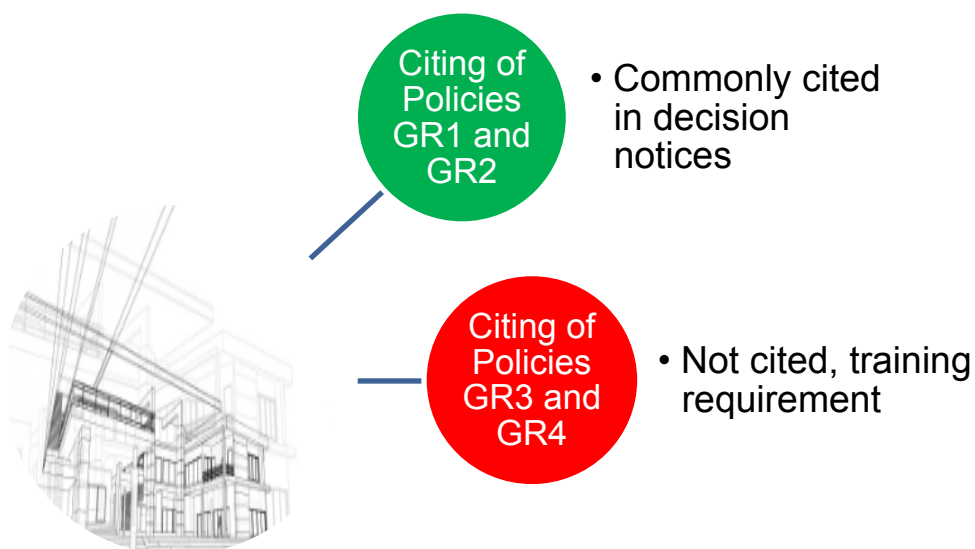 Citing of
Policies
GR1 and
GR2
• Commonly cited
in decision
notices
Citing of
Policies
GR3 and
GR4
• Not cited, training
requirement